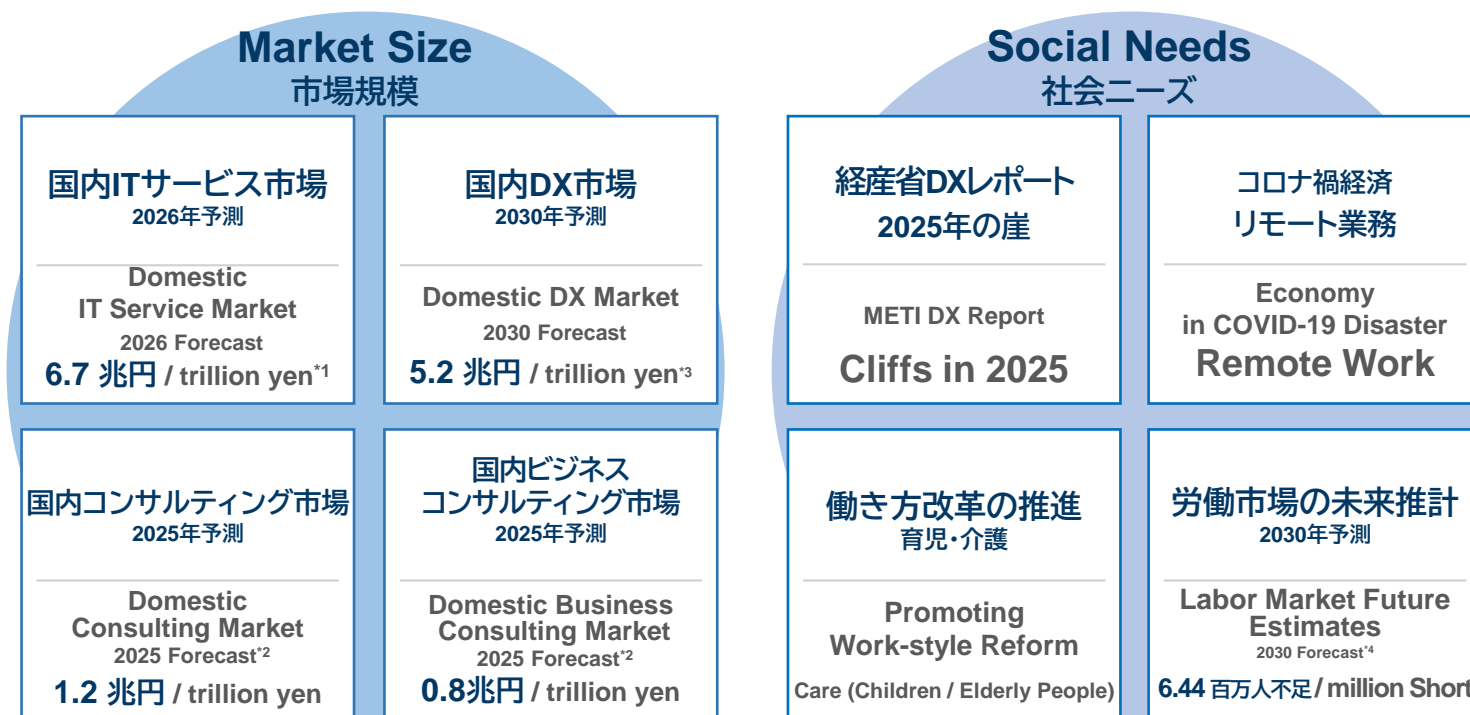 Market Size
市場規模
国内ITサービス市場
2026年予測
Domestic
IT Service Market
2026 Forecast
6.7 兆円 / trillion yen*1
国内DX市場
2030年予測
Domestic DX Market
2030 Forecast
5.2 兆円 / trillion yen*3
国内コンサルティング市場
2025年予測
Domestic
Consulting Market
2025 Forecast*2
1.2 兆円 / trillion yen
国内ビジネス
コンサルティング市場
2025年予測
Domestic Business
Consulting Market
2025 Forecast*2
0.8兆円 / trillion yen
Social Needs
社会ニーズ
経産省DXレポート
2025年の崖
METI DX Report
Cliffs in 2025
コロナ禍経済
リモート業務
Economy
in COVID-19 Disaster
Remote Work
働き方改革の推進
育児・介護
Promoting
Work-style Reform
Care (Children / Elderly People)
労働市場の未来推計
2030年予測
Labor Market Future
Estimates
2030 Forecast*4
6.44 百万人不足 / million Short